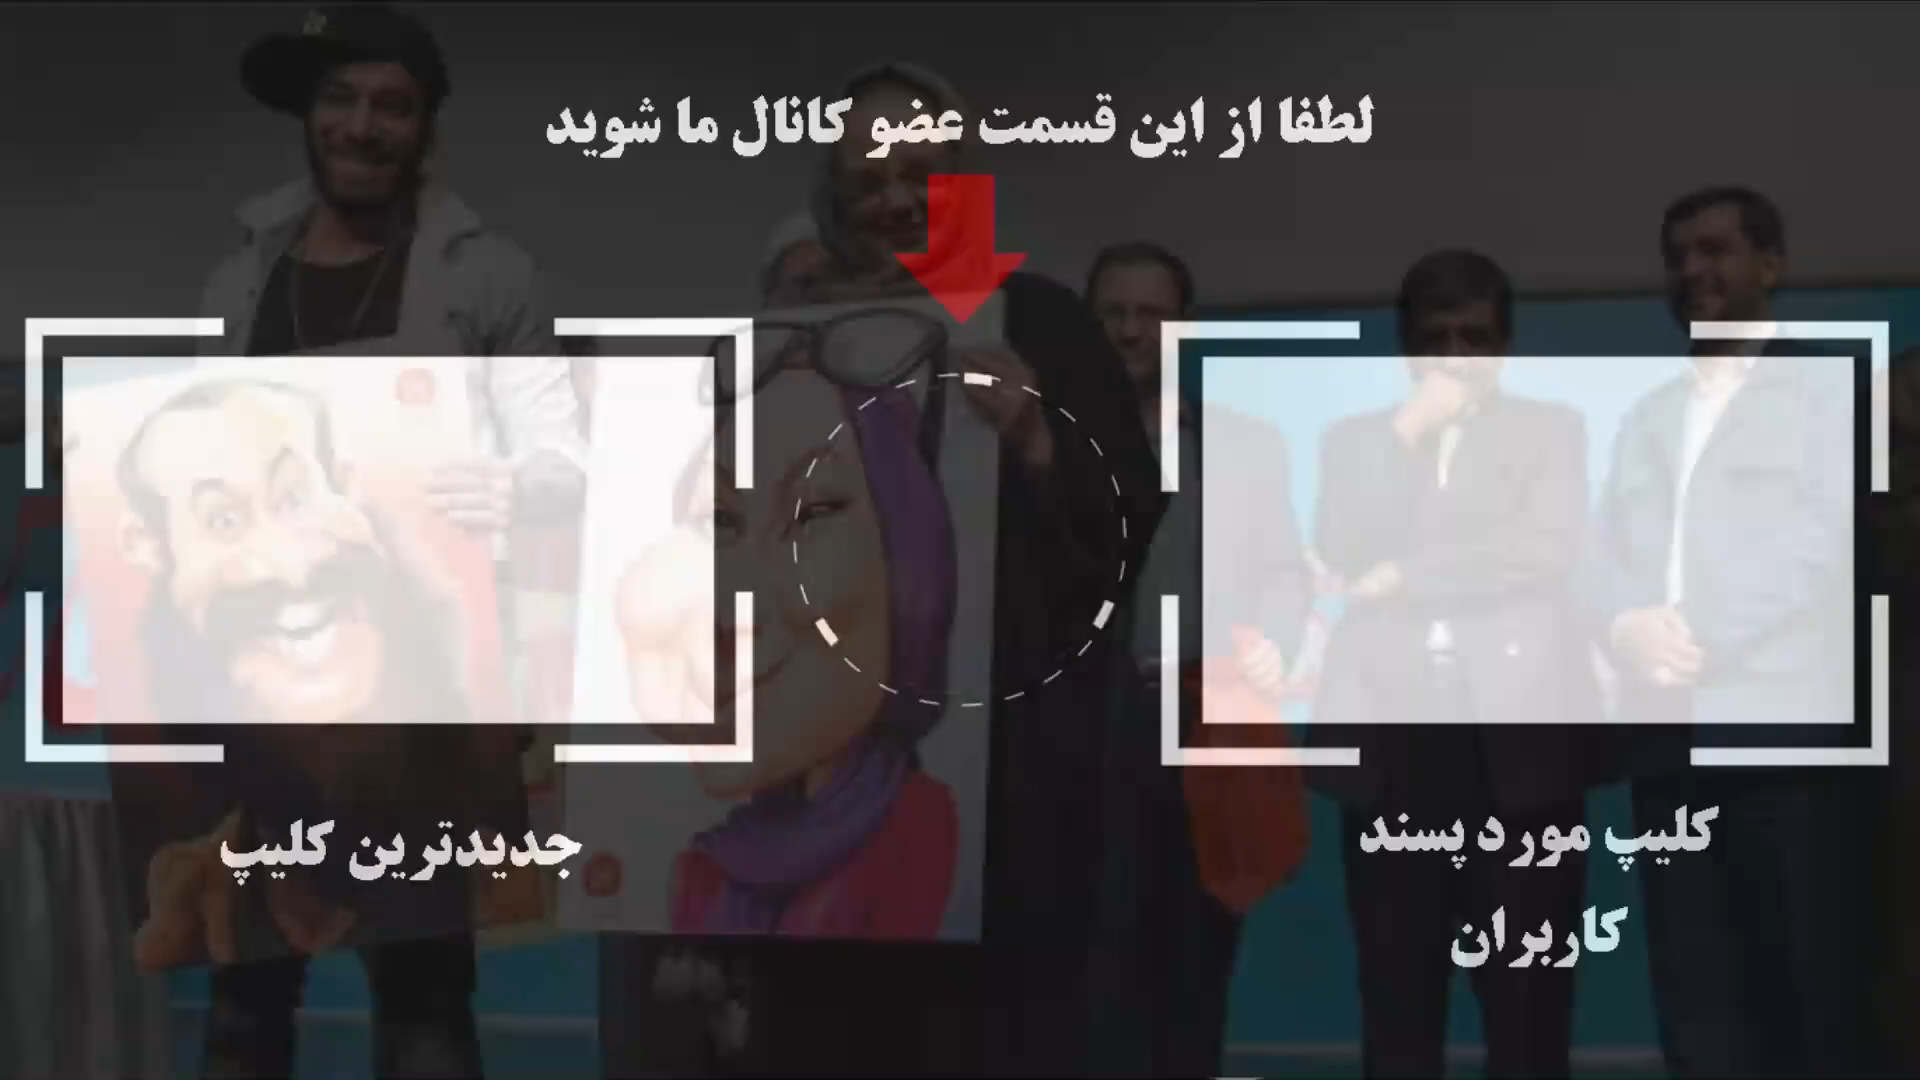 لطفا از این قسمت عضو کانال ما شوید
جدیدترین کلیپ
کلیپ مورد پسند
کاربران